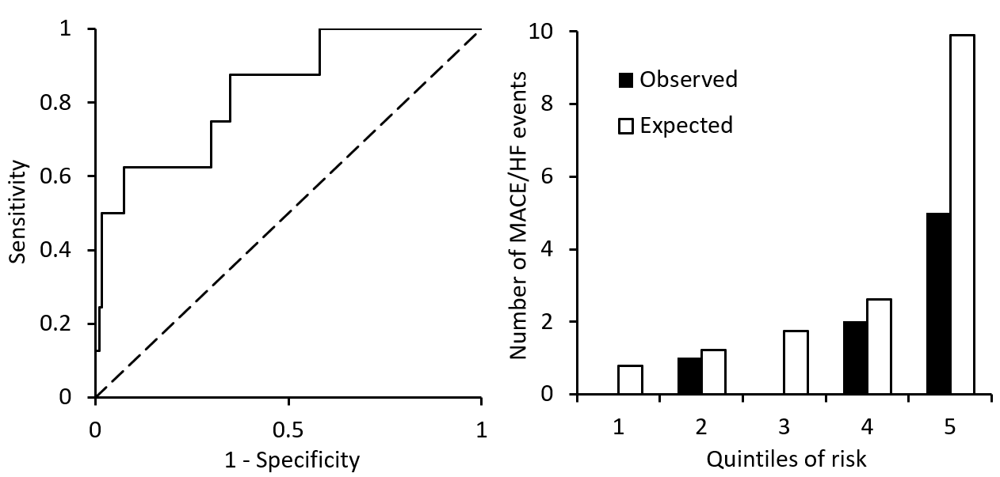 Sensitivity
1
0.8
0.6
0.4
0.2
0
0 0.5 1
1 - Specificity
Number of MACE/HF events
10
8
6
4
2
0
Observed
Expected
1 2 3 4 5
Quintiles of risk